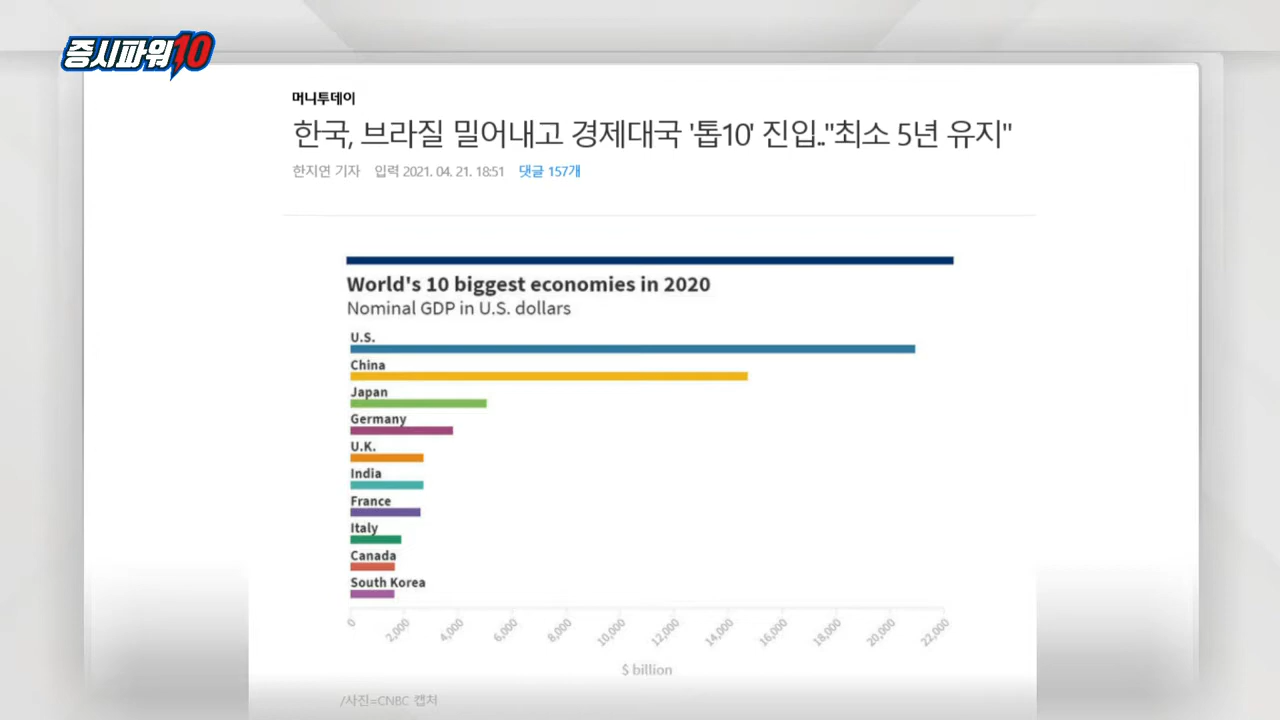 증시파워10
머니투데이
한국, 브라질 밀어내고 경제대국 '톱10' 진입.."최소 5년 유지"
한지연 기자 입력 2021. 04. 21. 18:51 댓글 157개
World's 10 biggest economies in 2020
Nominal GDP in U.S. dollars
U.S.
China
Japan
Germany
U.K.
India
France
Italy
Canada
South Korea
0 2,000 4,000 6,000 8,000 10,000 12,000 14,000 16,000 18,000 20,000 22,000
$ billion
/사진=CNBC 캡처